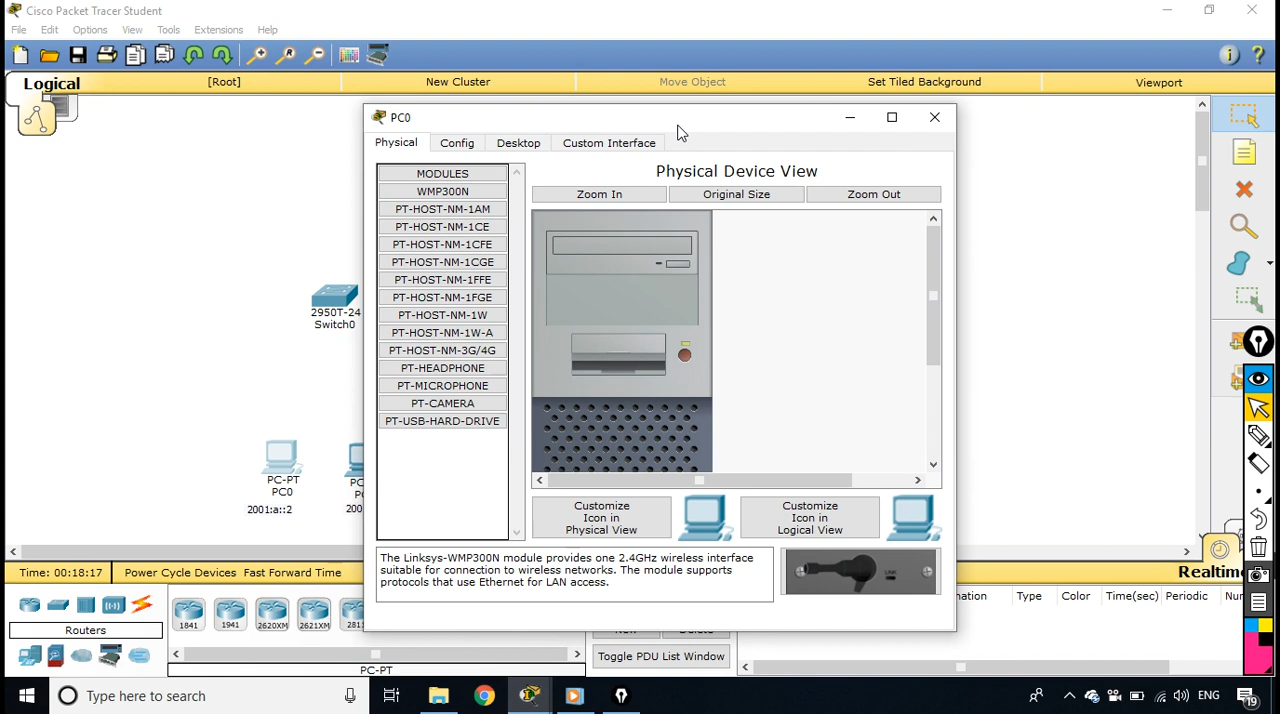 Cisco Packet Tracer Student
File Edit Options View Tools Extensions Help
Logical [Root] New Cluster Move Object Set Tiled Background Viewport
PC0
Physical Config Desktop Custom Interface
MODULES
WMP300N
PT-HOST-NM-1AM
PT-HOST-NM-1CE
PT-HOST-NM-1CFE
PT-HOST-NM-1CGE
PT-HOST-NM-1FFE
PT-HOST-NM-1FGE
PT-HOST-NM-1W
PT-HOST-NM-1W-A
PT-HOST-NM-3G/4G
PT-HEADPHONE
PT-MICROPHONE
PT-CAMERA
PT-USB-HARD-DRIVE
Physical Device View
Zoom In Original Size Zoom Out
2950T-24
Switch0
PC-PT
PC0
2001:a::2
200
Customize
Icon in
Physical View
Customize
Icon in
Logical View
The Linksys-WMP300N module provides one 2.4GHz wireless interface
suitable for connection to wireless networks. The module supports
protocols that use Ethernet for LAN access.
LINK
Time: 00:18:17 Power Cycle Devices Fast Forward Time Realtime
Routers
1841 1941 2620XM 2621XM 281
PC-PT
Type Color Time(sec) Periodic
Toggle PDU List Window
Type here to search
ENG
19